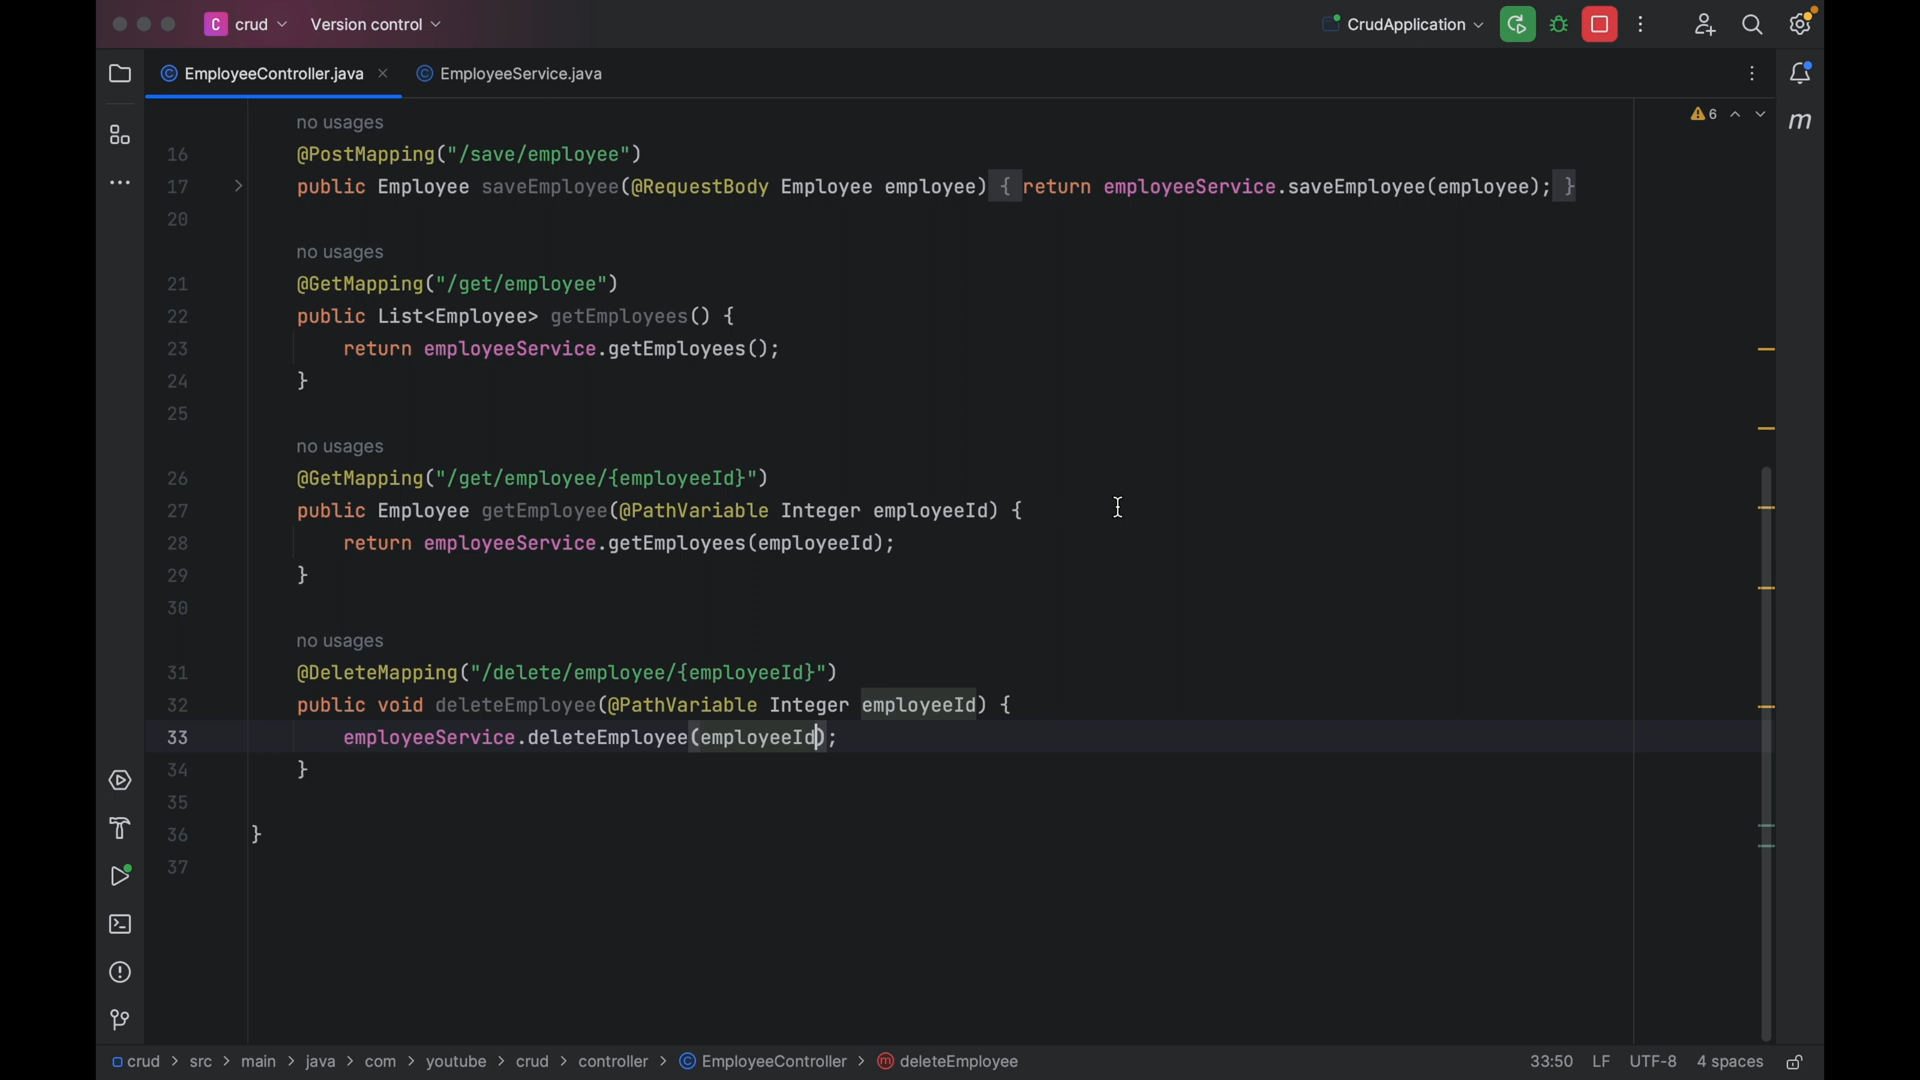 C crud Version control CrudApplication
EmployeeController.java EmployeeService.java
6
m
no usages
16 @PostMapping("/save/employee")
17 public Employee saveEmployee(@RequestBody Employee employee) { return employeeService.saveEmployee(employee); }
20
no usages
21 @GetMapping("/get/employee")
22 public List<Employee> getEmployees() {
23 return employeeService.getEmployees();
24 }
25
no usages
26 @GetMapping("/get/employee/{employeeId}")
27 public Employee getEmployee(@PathVariable Integer employeeId) {
28 return employeeService.getEmployees(employeeId);
29 }
30
no usages
31 @DeleteMapping("/delete/employee/{employeeId}")
32 public void deleteEmployee(@PathVariable Integer employeeId) {
33 employeeService.deleteEmployee(employeeId);
34 }
35
36 }
37
crud > src > main > java > com > youtube > crud > controller > C EmployeeController > m deleteEmployee 33:50 LF UTF-8 4 spaces